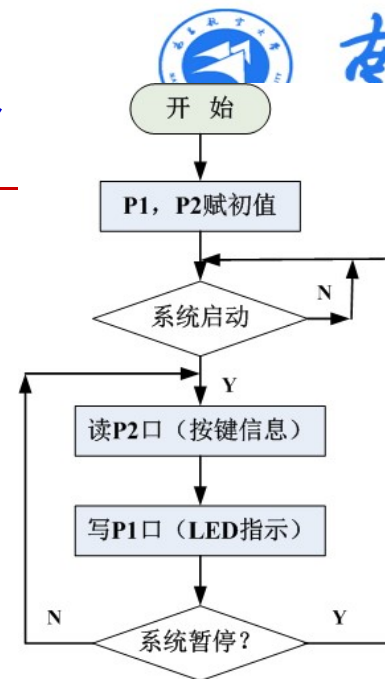 开 始
P1，P2赋初值
N
系统启动
Y
读P2口（按键信息）
写P1口（LED指示）
N
Y
系统暂停？